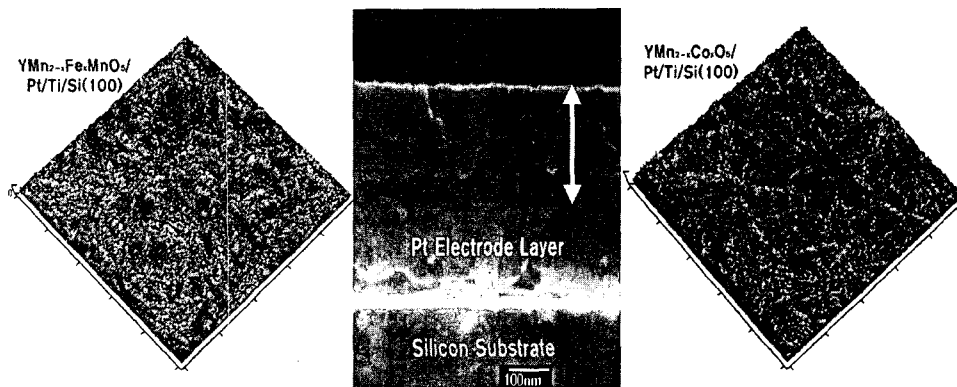 YMn₂₋ₓFeₓMnO₅/
Pt/Ti/Si(100)
Pt Electrode Layer
Silicon Substrate
100nm
YMn₂₋ₓCoₓO₅/
Pt/Ti/Si(100)